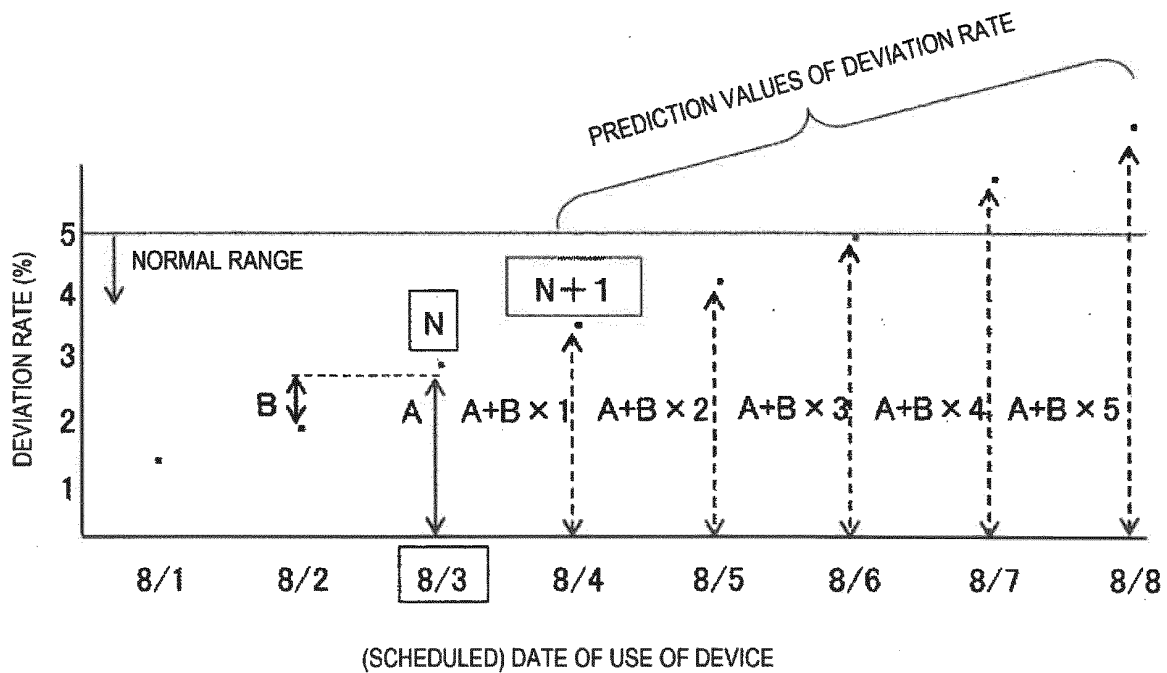 PREDICTION VALUES OF DEVIATION RATE
DEVIATION RATE (%)
5
4
3
2
1
NORMAL RANGE
N
N+1
B
A
A+B×1
A+B×2
A+B×3
A+B×4
A+B×5
8/1
8/2
8/3
8/4
8/5
8/6
8/7
8/8
(SCHEDULED) DATE OF USE OF DEVICE